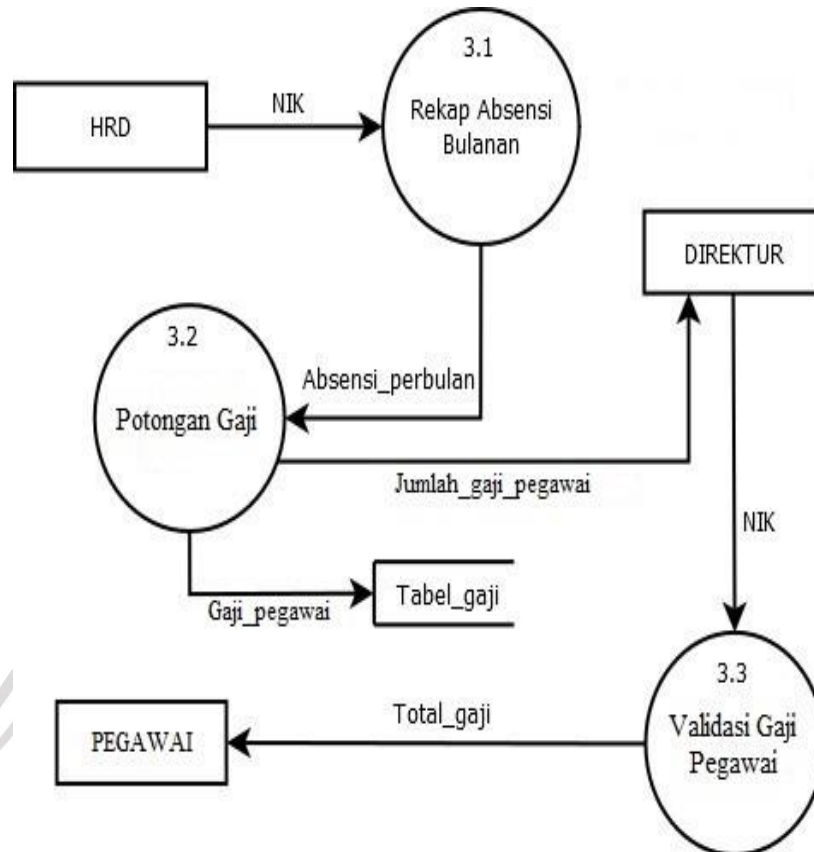 3.1
Rekap Absensi
Bulanan
NIK
HRD
DIREKTUR
3.2
Potongan Gaji
Absensi_perbulan
Jumlah_gaji_pegawai
NIK
Gaji_pegawai
Tabel_gaji
3.3
Validasi Gaji
Pegawai
Total_gaji
PEGAWAI